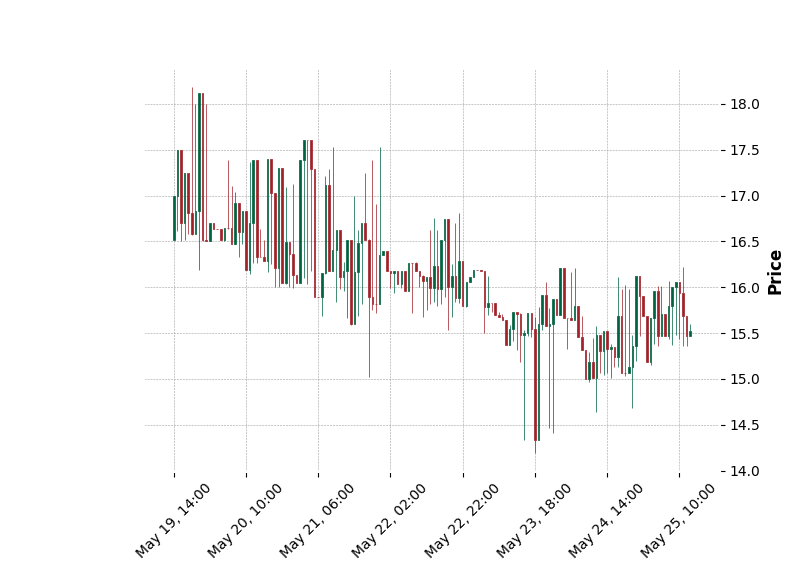 18.0
17.5
17.0
16.5
16.0
15.5
15.0
14.5
14.0
Price
May 19, 14:00
May 20, 10:00
May 21, 06:00
May 22, 02:00
May 22, 22:00
May 23, 18:00
May 24, 14:00
May 25, 10:00